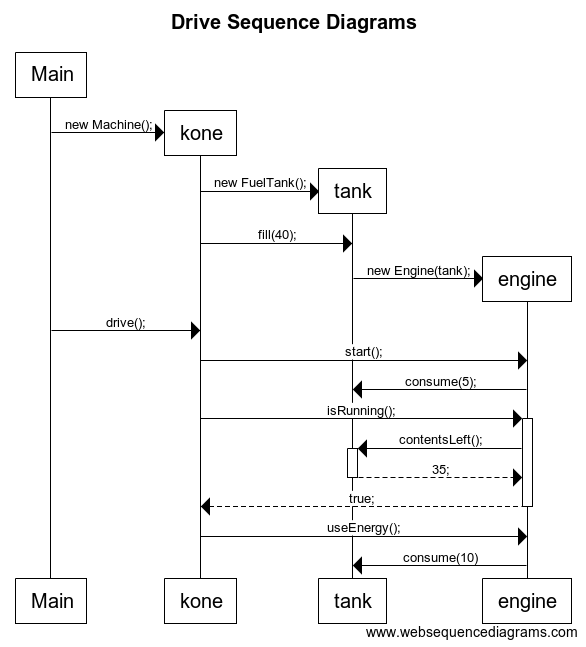 Drive Sequence Diagrams
Main
new Machine();
kone
new FuelTank();
tank
fill(40);
new Engine(tank);
engine
drive();
start();
consume(5);
isRunning();
contentsLeft();
35;
true;
useEnergy();
consume(10)
Main
kone
tank
engine
www.websequencediagrams.com